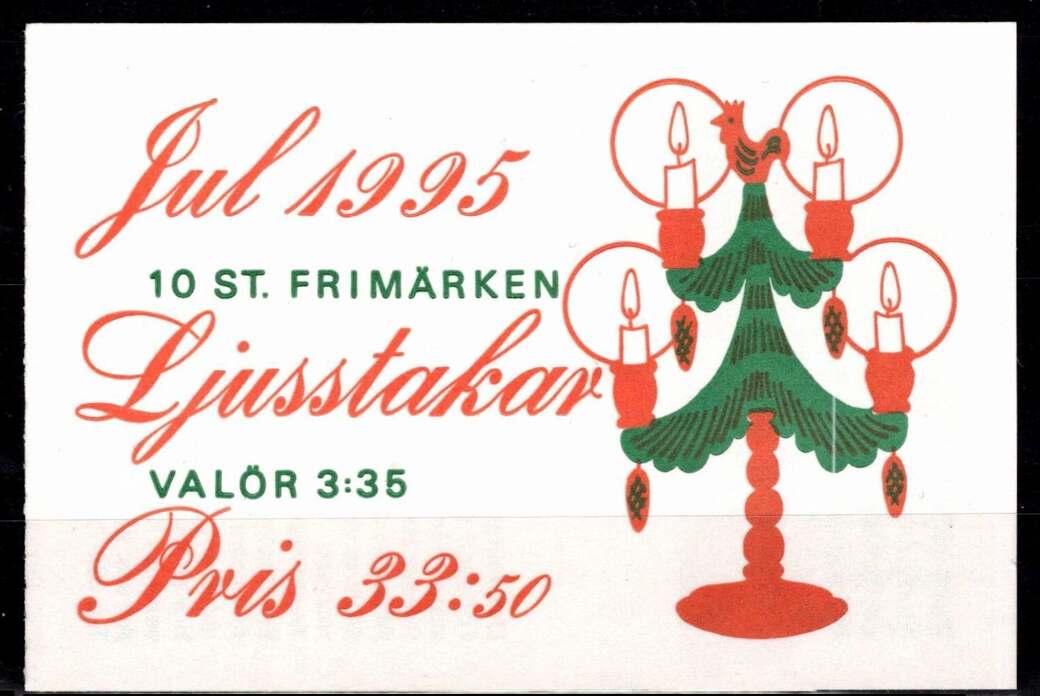 Jul 1995
10 ST. FRIMÄRKEN
Ljusstakar
VALÖR 3:35
Pris 33:50